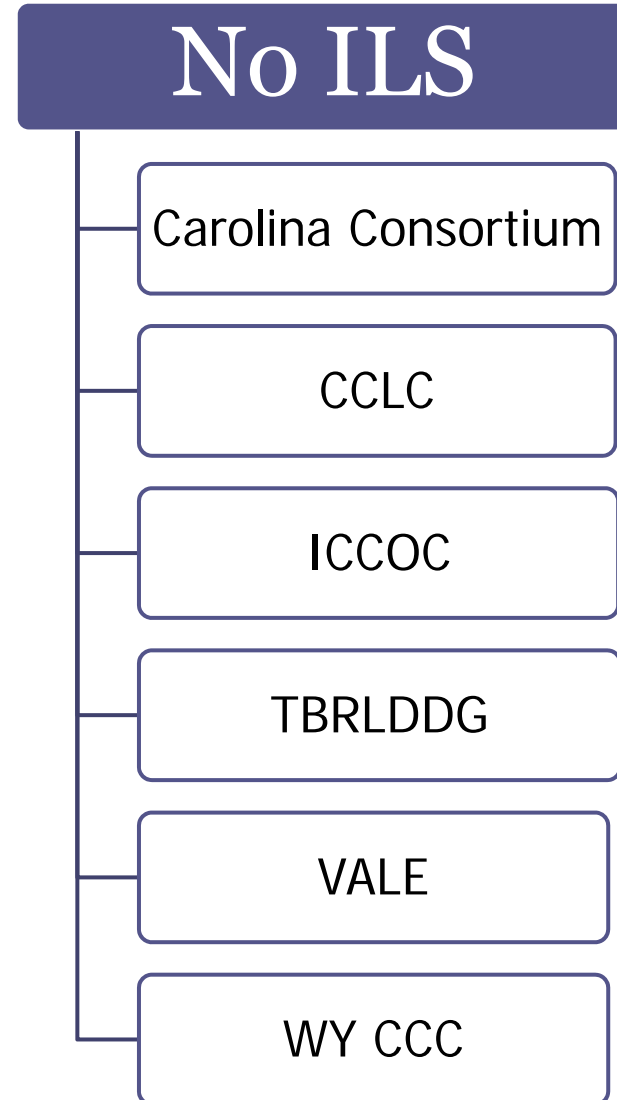 No ILS
Carolina Consortium
CCLC
ICCOC
TBRLDDG
VALE
WY CCC